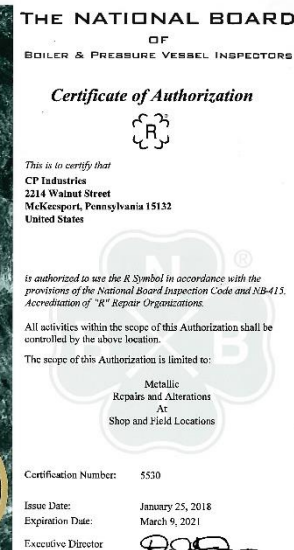 THE NATIONAL BOARD
OF
BOILER & PRESSURE VESSEL INSPECTORS
Certificate of Authorization
R
This is to certify that
CP Industries
2214 Walnut Street
McKeesport, Pennsylvania 15132
United States
N
®
B
is authorized to use the R Symbol in accordance with the
provisions of the National Board Inspection Code and NB-415,
Accreditation of "R" Repair Organizations.
All activities within the scope of this Authorization shall be
controlled by the above location.
The scope of this Authorization is limited to:
Metallic
Repairs and Alterations
At
Shop and Field Locations
Certification Number: 5530
Issue Date: January 25, 2018
Expiration Date: March 9, 2021
Executive Director